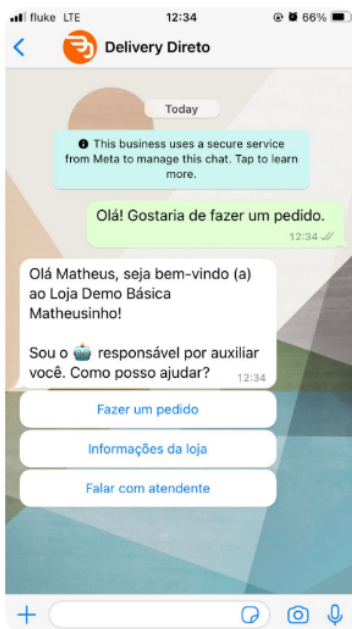 fluke LTE 12:34 66%
Delivery Direto
Today
This business uses a secure service
from Meta to manage this chat. Tap to learn
more.
Olá! Gostaria de fazer um pedido.
12:34
Olá Matheus, seja bem-vindo (a)
ao Loja Demo Básica
Matheusinho!
Sou o 🤖 responsável por auxiliar
você. Como posso ajudar? 12:34
Fazer um pedido
Informações da loja
Falar com atendente